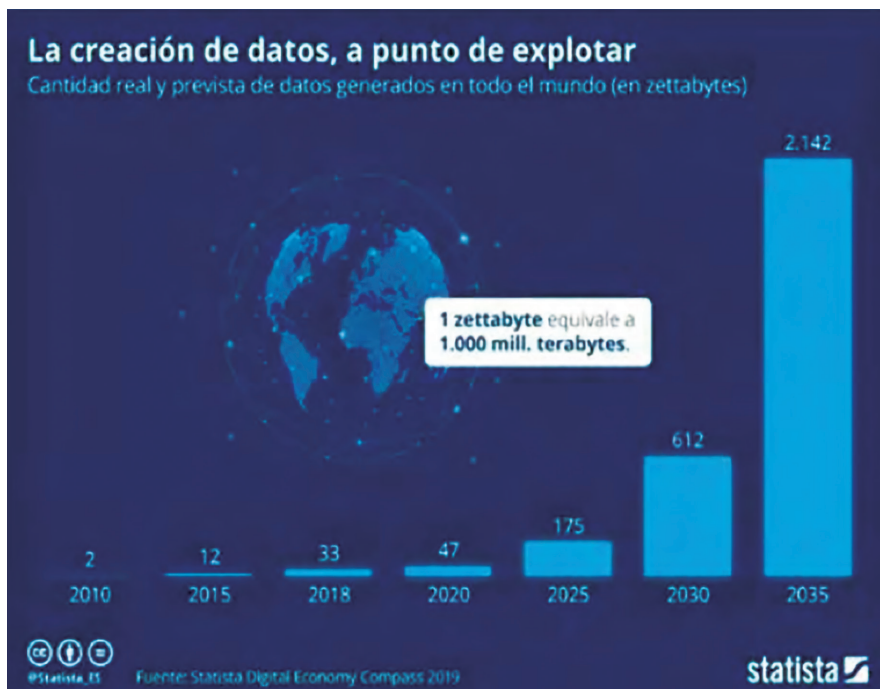 La creación de datos, a punto de explotar
Cantidad real y prevista de datos generados en todo el mundo (en zettabytes)
2.142
1 zettabyte equivale a
1.000 mill. terabytes.
612
175
47
33
12
2
2010 2015 2018 2020 2025 2030 2035
cc
@Statista_ES
Fuente: Statista Digital Economy Compass 2019
statista